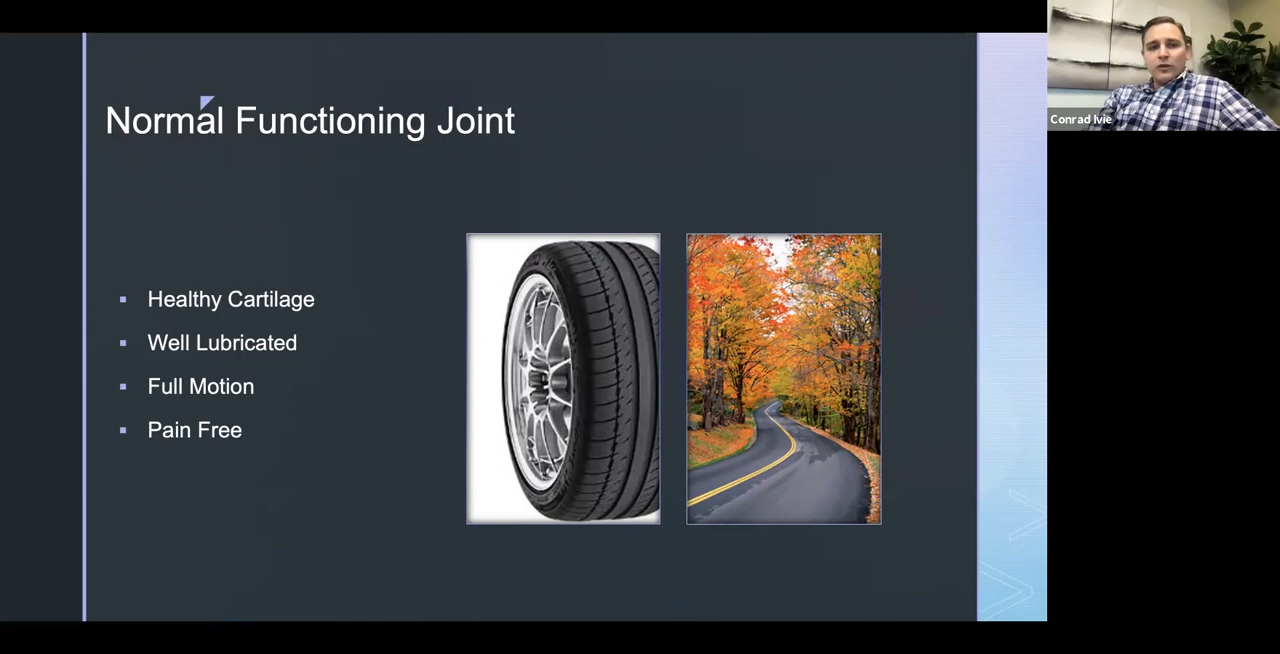 Normal Functioning Joint
Healthy Cartilage
Well Lubricated
Full Motion
Pain Free
Conrad Ivie